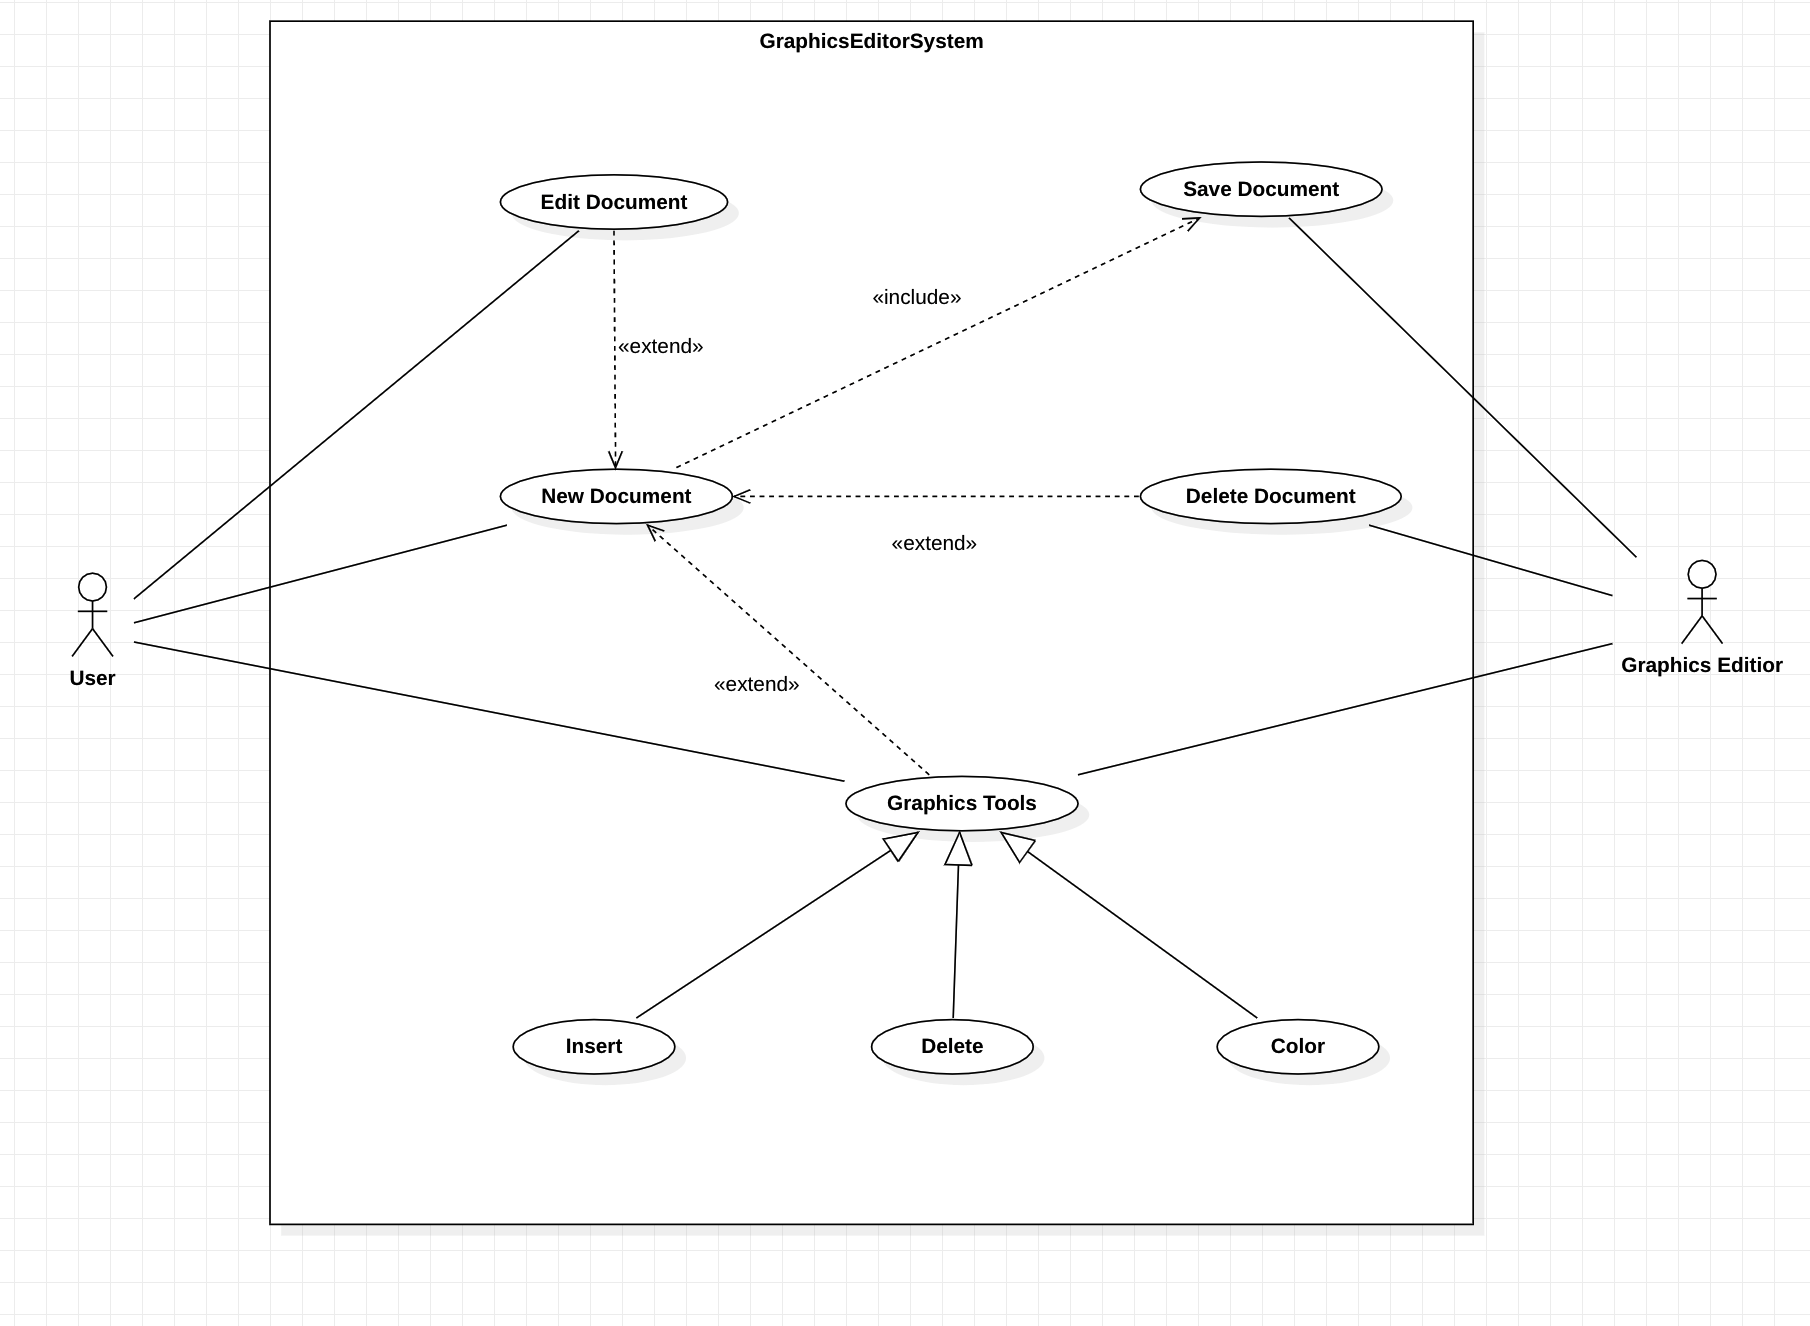 GraphicsEditorSystem
Edit Document
Save Document
«include»
«extend»
New Document
Delete Document
«extend»
User
Graphics Editior
«extend»
Graphics Tools
Insert
Delete
Color